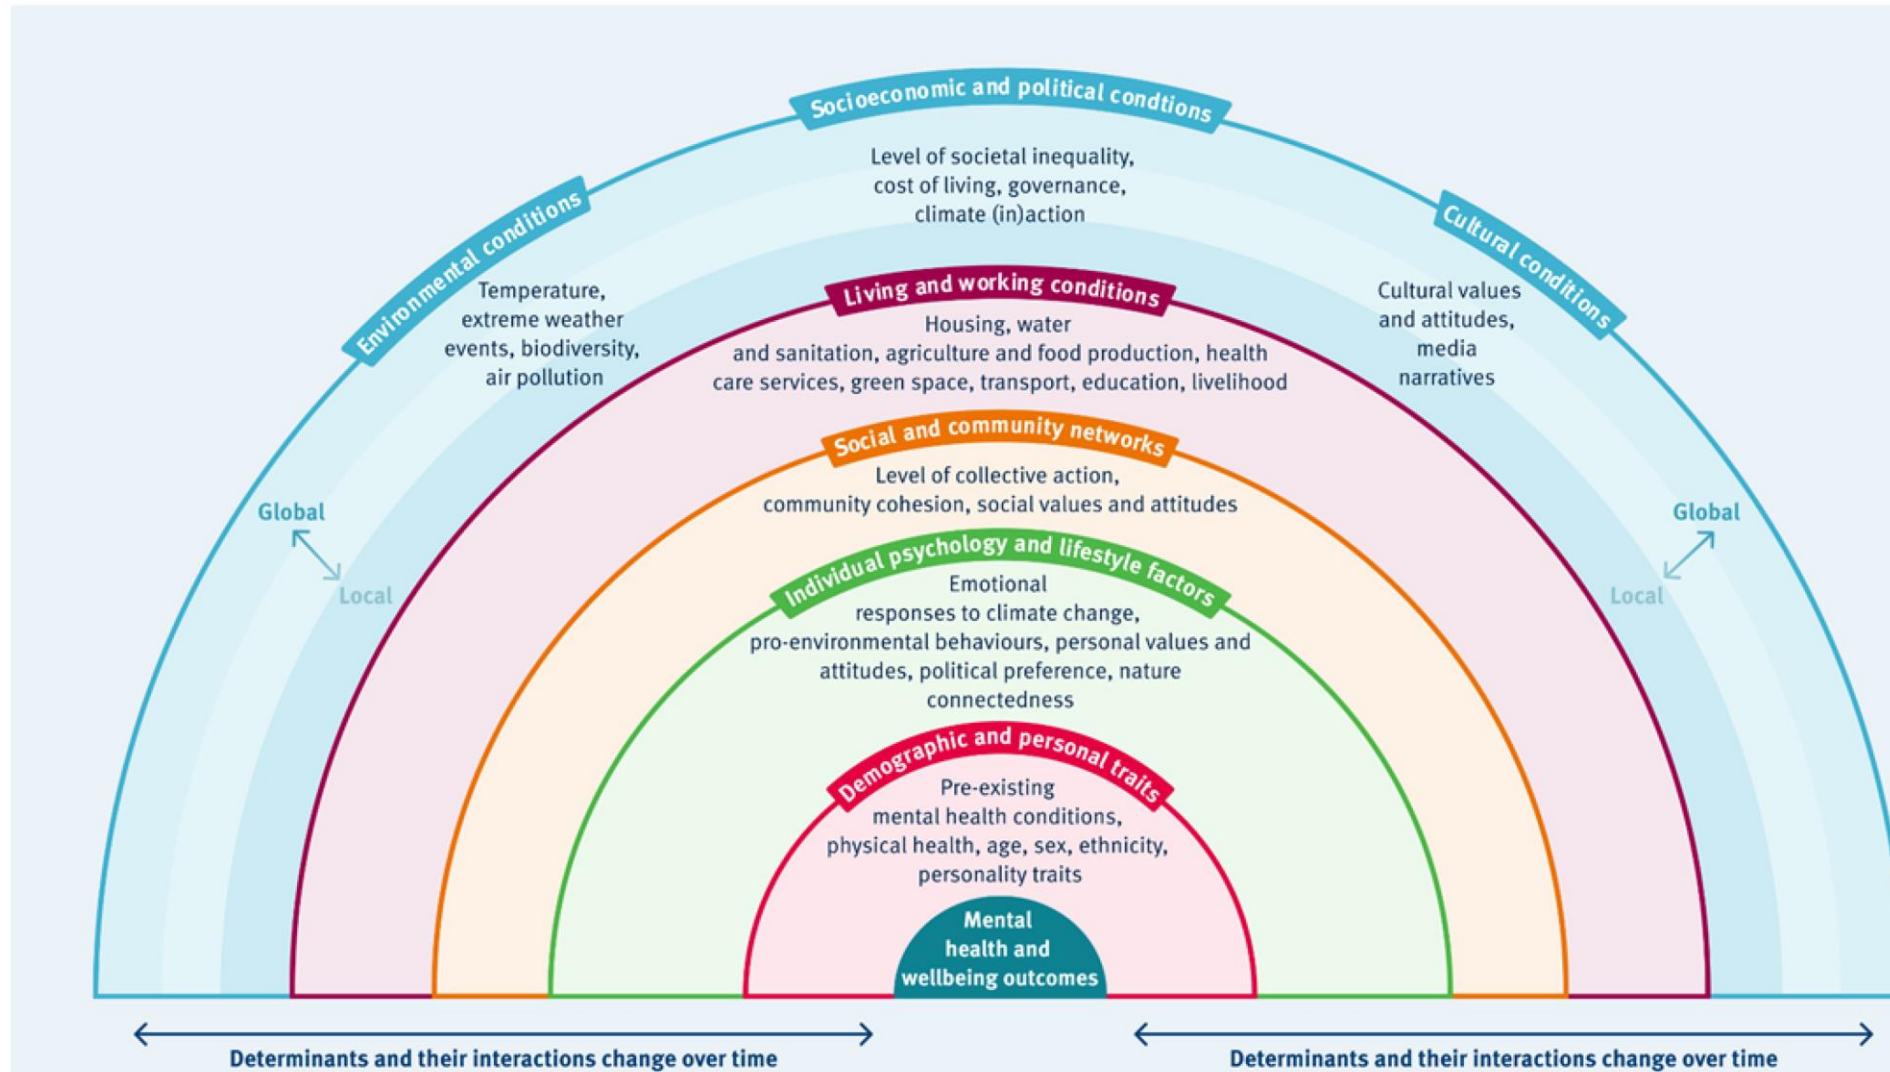 Socioeconomic and political condtions
Level of societal inequality,
cost of living, governance,
climate (in)action
Environmental conditions
Temperature,
extreme weather
events, biodiversity,
air pollution
Cultural conditions
Cultural values
and attitudes,
media
narratives
Living and working conditions
Housing, water
and sanitation, agriculture and food production, health
care services, green space, transport, education, livelihood
Social and community networks
Level of collective action,
community cohesion, social values and attitudes
Global
Local
Global
Local
Individual psychology and lifestyle factors
Emotional
responses to climate change,
pro-environmental behaviours, personal values and
attitudes, political preference, nature
connectedness
Demographic and personal traits
Pre-existing
mental health conditions,
physical health, age, sex, ethnicity,
personality traits
Mental
health and
wellbeing outcomes
Determinants and their interactions change over time
Determinants and their interactions change over time